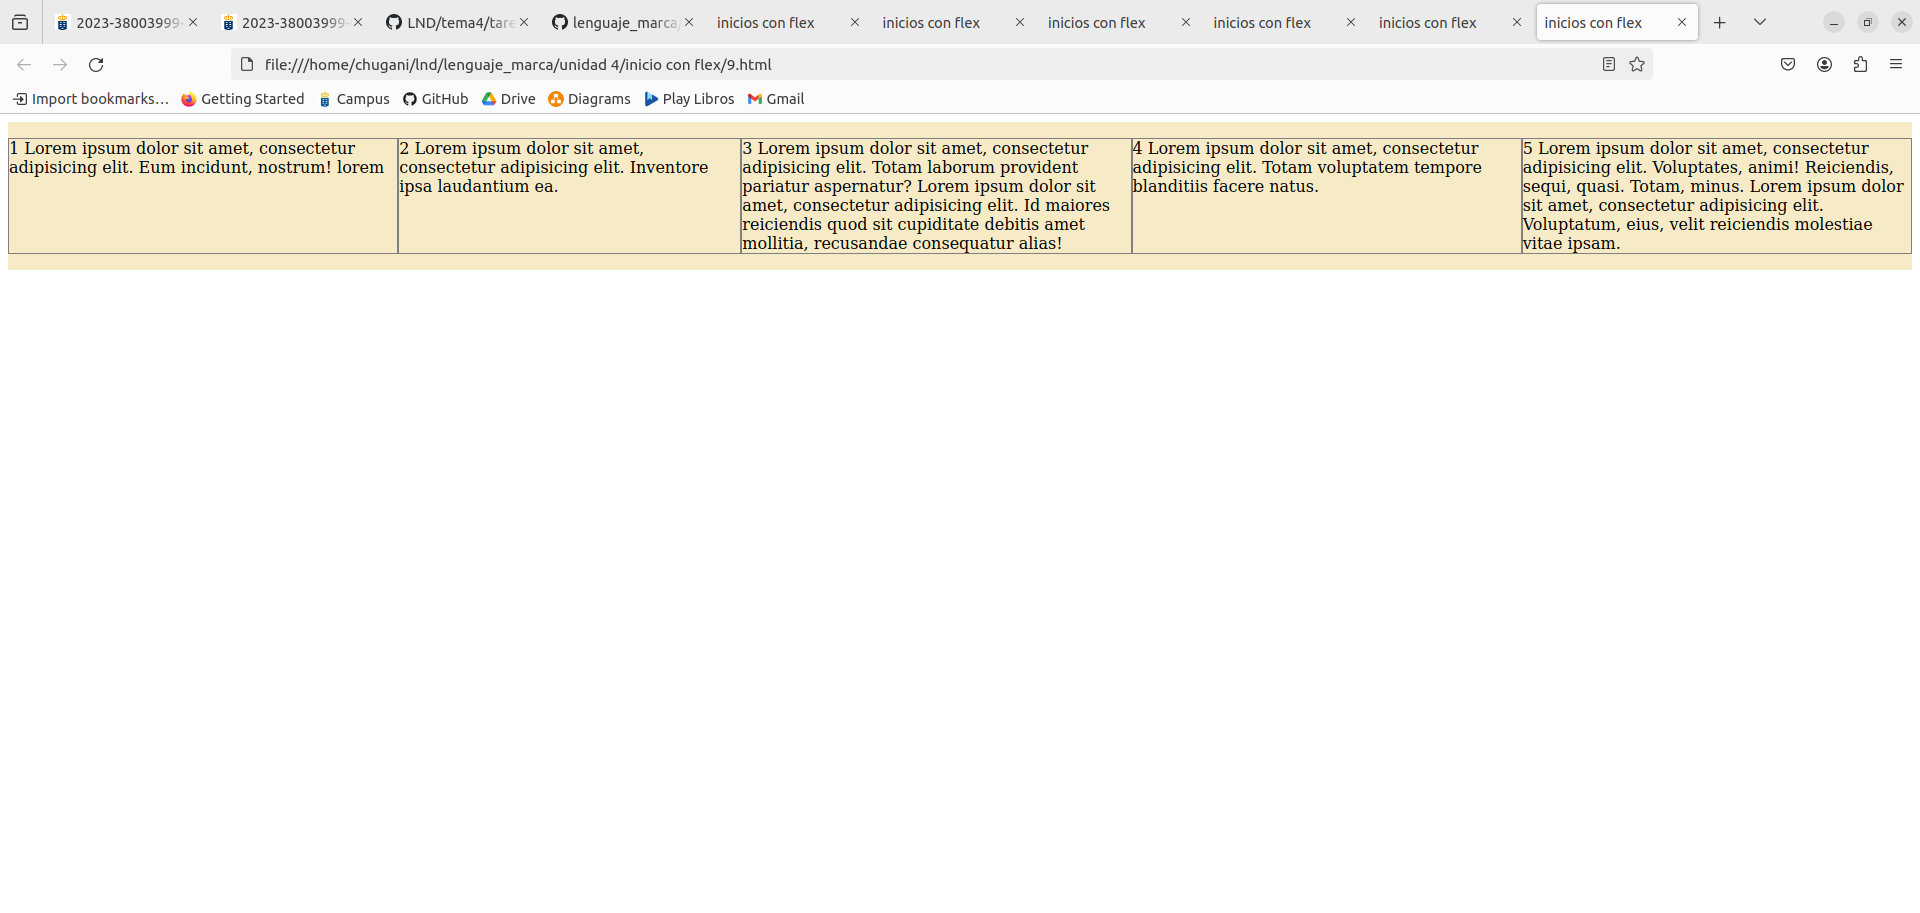 2023-38003999-
2023-38003999-
LND/tema4/tare
lenguaje_marca
inicios con flex
inicios con flex
inicios con flex
inicios con flex
inicios con flex
inicios con flex
file:///home/chugani/lnd/lenguaje_marca/unidad 4/inicio con flex/9.html
Import bookmarks…
Getting Started
Campus
GitHub
Drive
Diagrams
Play Libros
Gmail
1 Lorem ipsum dolor sit amet, consectetur
adipisicing elit. Eum incidunt, nostrum! lorem
2 Lorem ipsum dolor sit amet,
consectetur adipisicing elit. Inventore
ipsa laudantium ea.
3 Lorem ipsum dolor sit amet, consectetur
adipisicing elit. Totam laborum provident
pariatur aspernatur? Lorem ipsum dolor sit
amet, consectetur adipisicing elit. Id maiores
reiciendis quod sit cupiditate debitis amet
mollitia, recusandae consequatur alias!
4 Lorem ipsum dolor sit amet, consectetur
adipisicing elit. Totam voluptatem tempore
blanditiis facere natus.
5 Lorem ipsum dolor sit amet, consectetur
adipisicing elit. Voluptates, animi! Reiciendis,
sequi, quasi. Totam, minus. Lorem ipsum dolor
sit amet, consectetur adipisicing elit.
Voluptatum, eius, velit reiciendis molestiae
vitae ipsam.